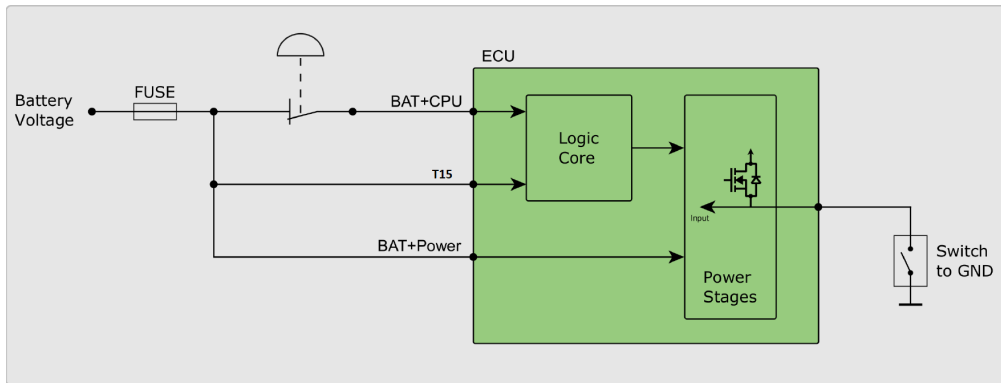 ECU
FUSE
Battery
Voltage
BAT+CPU
Logic
Core
T15
Input
BAT+Power
Power
Stages
Switch
to GND